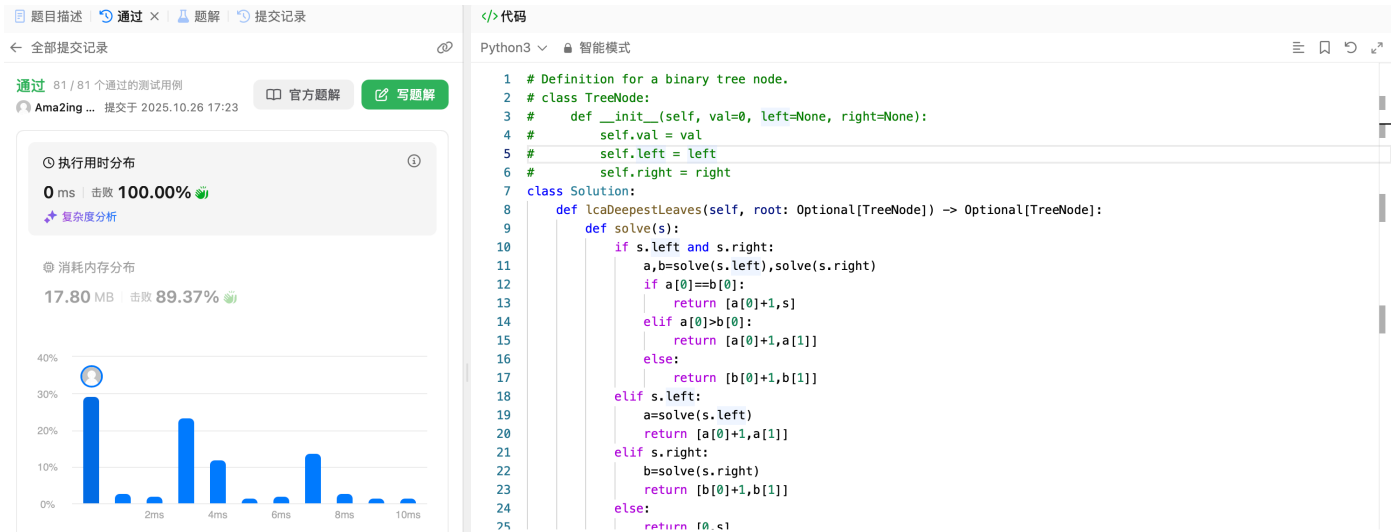 题目描述 通过 × 题解 提交记录
全部提交记录
通过 81 / 81 个通过的测试用例
Ama2ing ... 提交于 2025.10.26 17:23
官方题解
写题解
执行用时分布
0 ms 击败 100.00%
复杂度分析
消耗内存分布
17.80 MB 击败 89.37%
40%
30%
20%
10%
0%
2ms 4ms 6ms 8ms 10ms
</> 代码
Python3 智能模式
1 # Definition for a binary tree node.
2 # class TreeNode:
3 #     def __init__(self, val=0, left=None, right=None):
4 #         self.val = val
5 #         self.left = left
6 #         self.right = right
7 class Solution:
8     def lcaDeepestLeaves(self, root: Optional[TreeNode]) -> Optional[TreeNode]:
9         def solve(s):
10             if s.left and s.right:
11                 a,b=solve(s.left),solve(s.right)
12                 if a[0]==b[0]:
13                     return [a[0]+1,s]
14                 elif a[0]>b[0]:
15                     return [a[0]+1,a[1]]
16                 else:
17                     return [b[0]+1,b[1]]
18             elif s.left:
19                 a=solve(s.left)
20                 return [a[0]+1,a[1]]
21             elif s.right:
22                 b=solve(s.right)
23                 return [b[0]+1,b[1]]
24             else:
25                 return [0,s]